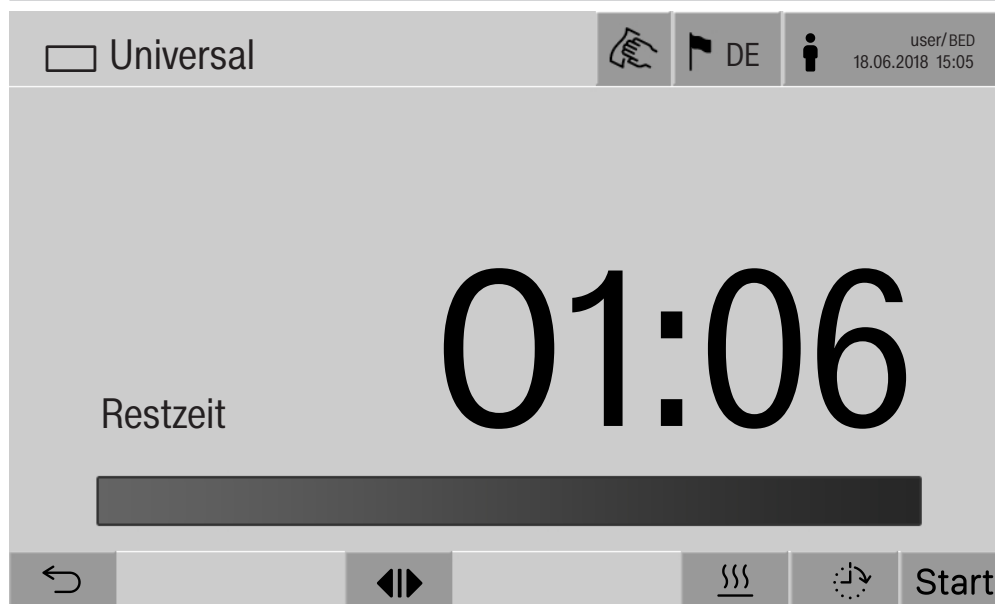 Universal
DE
user/BED
18.06.2018 15:05
01:06
Restzeit
Start